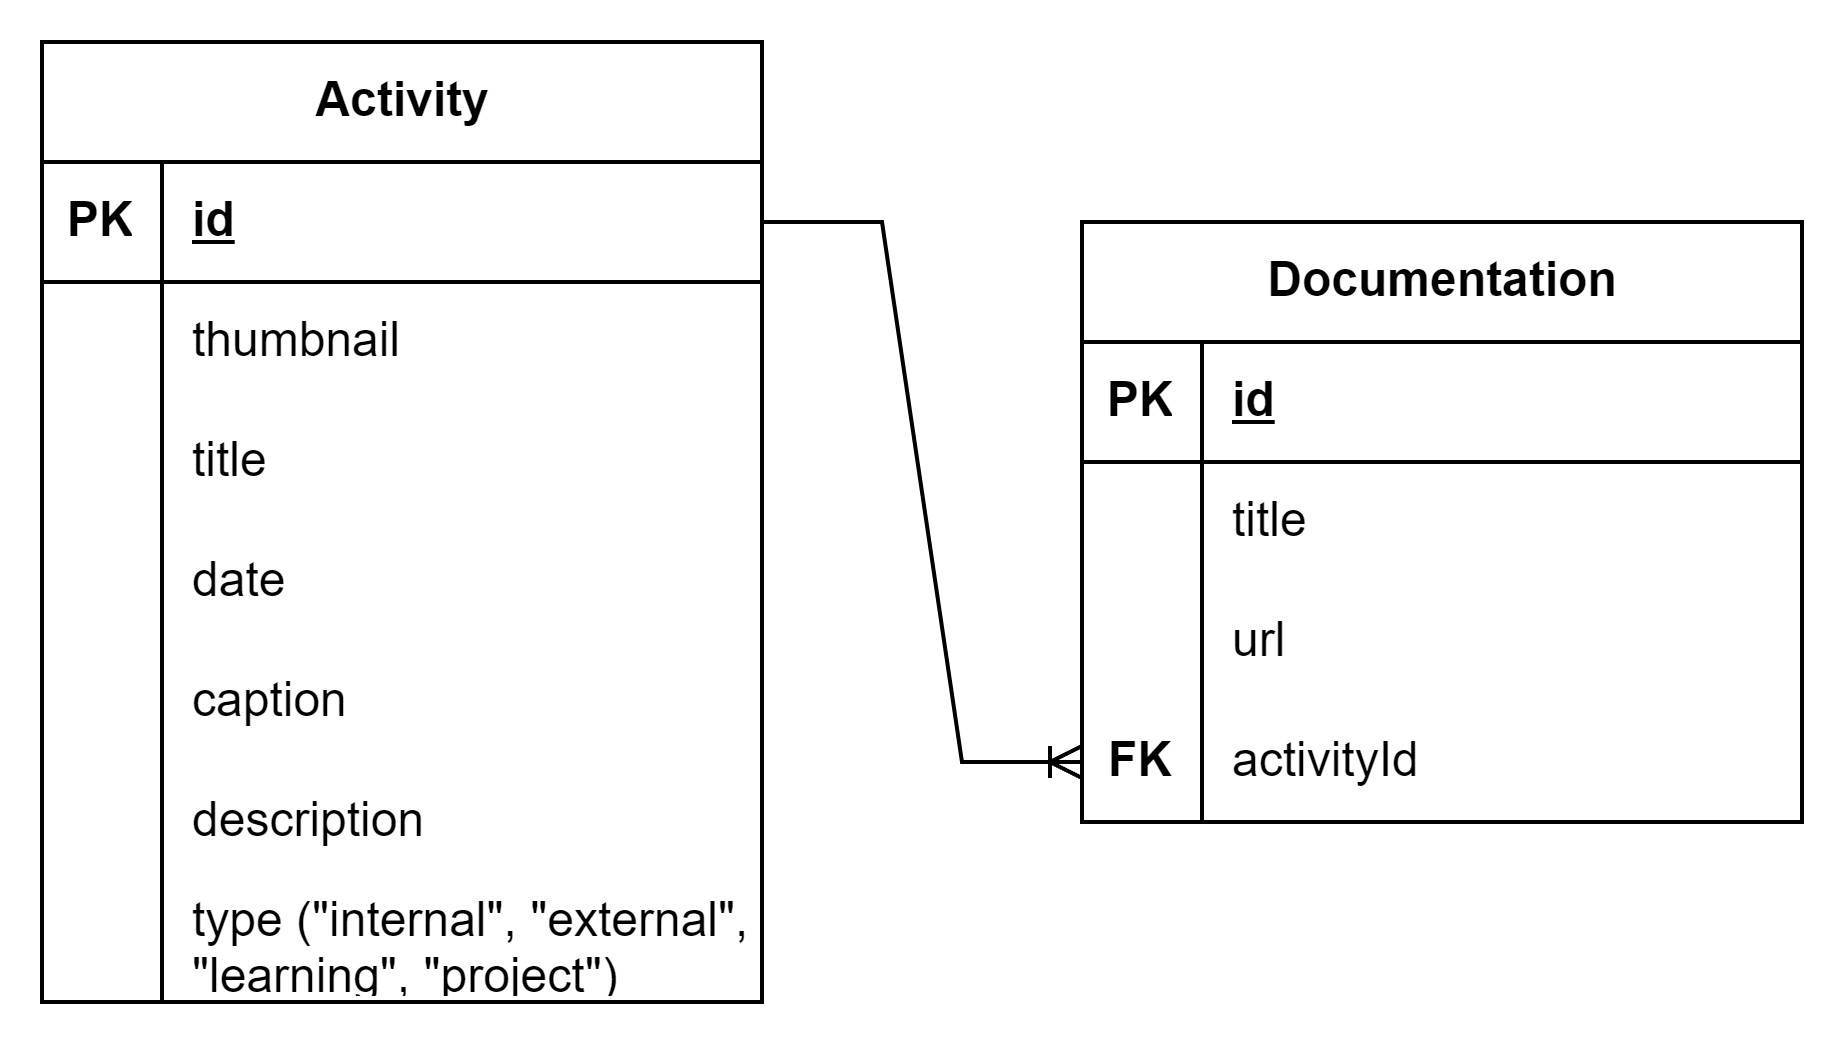 Activity
PK id
thumbnail
title
date
caption
description
type ("internal", "external",
"learning", "project")
Documentation
PK id
title
url
FK activityId